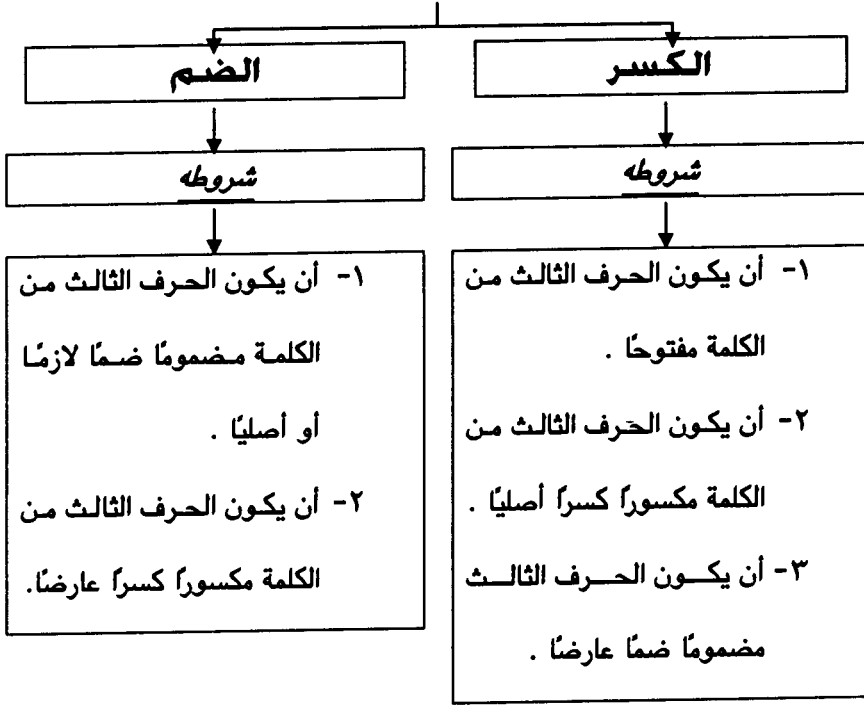 الكسر
الضم
شروطه
شروطه
١- أن يكون الحرف الثالث من
الكلمة مفتوحًا .
٢- أن يكون الحرف الثالث من
الكلمة مكسورًا كسرًا أصليًا .
٣- أن يكون الحرف الثالث
مضمومًا ضمًا عارضًا .
١- أن يكون الحرف الثالث من
الكلمة مضمومًا ضمًا لازمًا
أو أصليًا .
٢- أن يكون الحرف الثالث من
الكلمة مكسورًا كسرًا عارضًا.